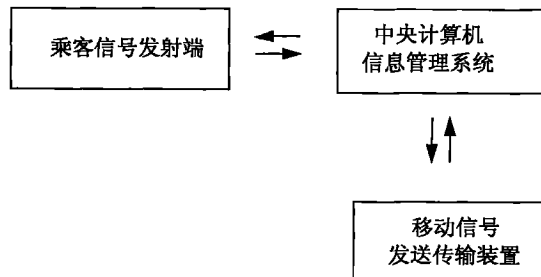 乘客信号发射端
中央计算机
信息管理系统
移动信号
发送传输装置